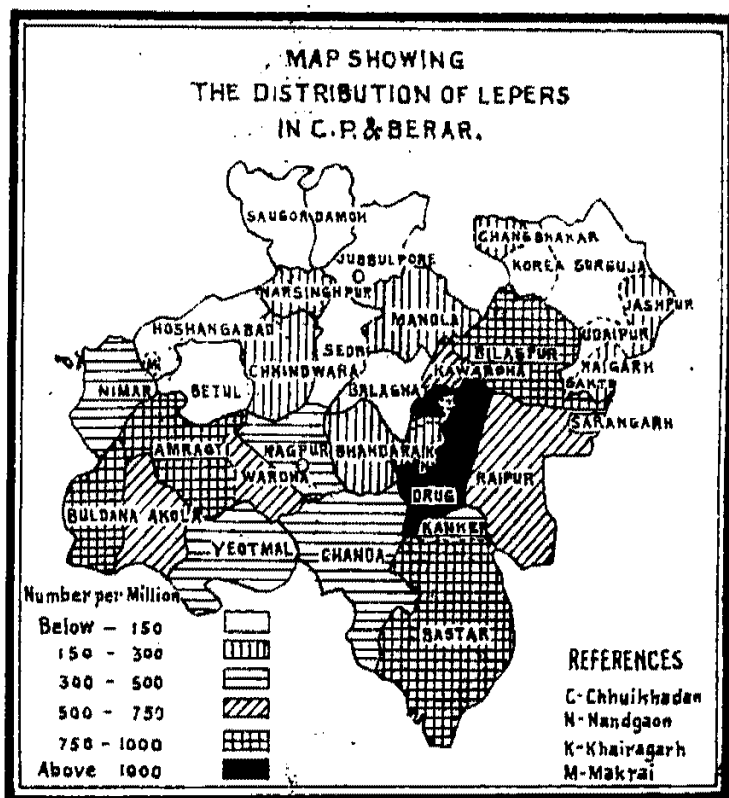 MAP SHOWING
THE DISTRIBUTION OF LEPERS
IN C.P. & BERAR.
SAUGOR DAMOH
JUBBULPORE
CHANGBHAKAR
KOREA SURGUJA
NARSINGHPUR
JASHPUR
HOSHANGABAD
MANDLA
UDAIPUR
SEONI
BILASPUR
RAIGARH
M
CHHINDWARA
KAWARDHA
NIMAR
BETUL
BALAGHA
SAKTI
SARANGARH
AMRAOTI
NAGPUR
BHANDARA
K
N
WARDHA
RAIPUR
DRUG
BULDANA AKOLA
KANKER
YEOTMAL
CHANDA
BASTAR
Number per Million
Below - 150
150 - 300
300 - 500
500 - 750
750 - 1000
Above 1000
REFERENCES
C-Chhuikhadan
N-Nandgaon
K-Khairagarh
M-Makrai